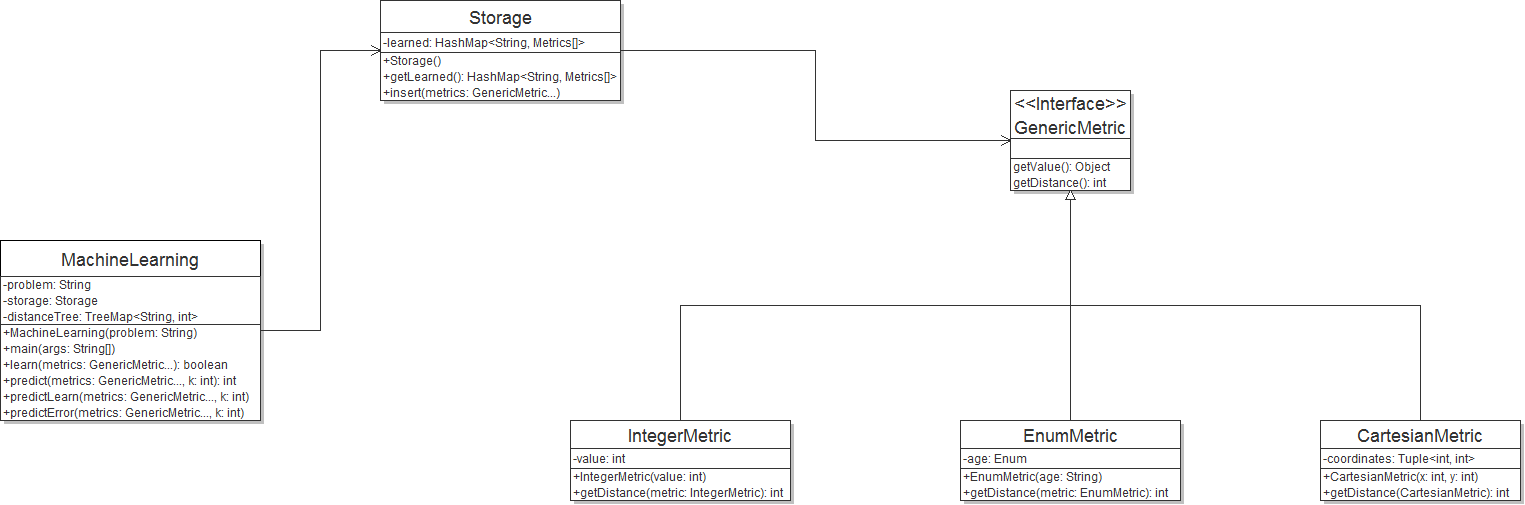 Storage
-learned: HashMap<String, Metrics[]>
+Storage()
+getLearned(): HashMap<String, Metrics[]>
+insert(metrics: GenericMetric...)
<<Interface>>
GenericMetric
getValue(): Object
getDistance(): int
MachineLearning
-problem: String
-storage: Storage
-distanceTree: TreeMap<String, int>
+MachineLearning(problem: String)
+main(args: String[])
+learn(metrics: GenericMetric...): boolean
+predict(metrics: GenericMetric..., k: int): int
+predictLearn(metrics: GenericMetric..., k: int)
+predictError(metrics: GenericMetric..., k: int)
IntegerMetric
-value: int
+IntegerMetric(value: int)
+getDistance(metric: IntegerMetric): int
EnumMetric
-age: Enum
+EnumMetric(age: String)
+getDistance(metric: EnumMetric): int
CartesianMetric
-coordinates: Tuple<int, int>
+CartesianMetric(x: int, y: int)
+getDistance(CartesianMetric): int